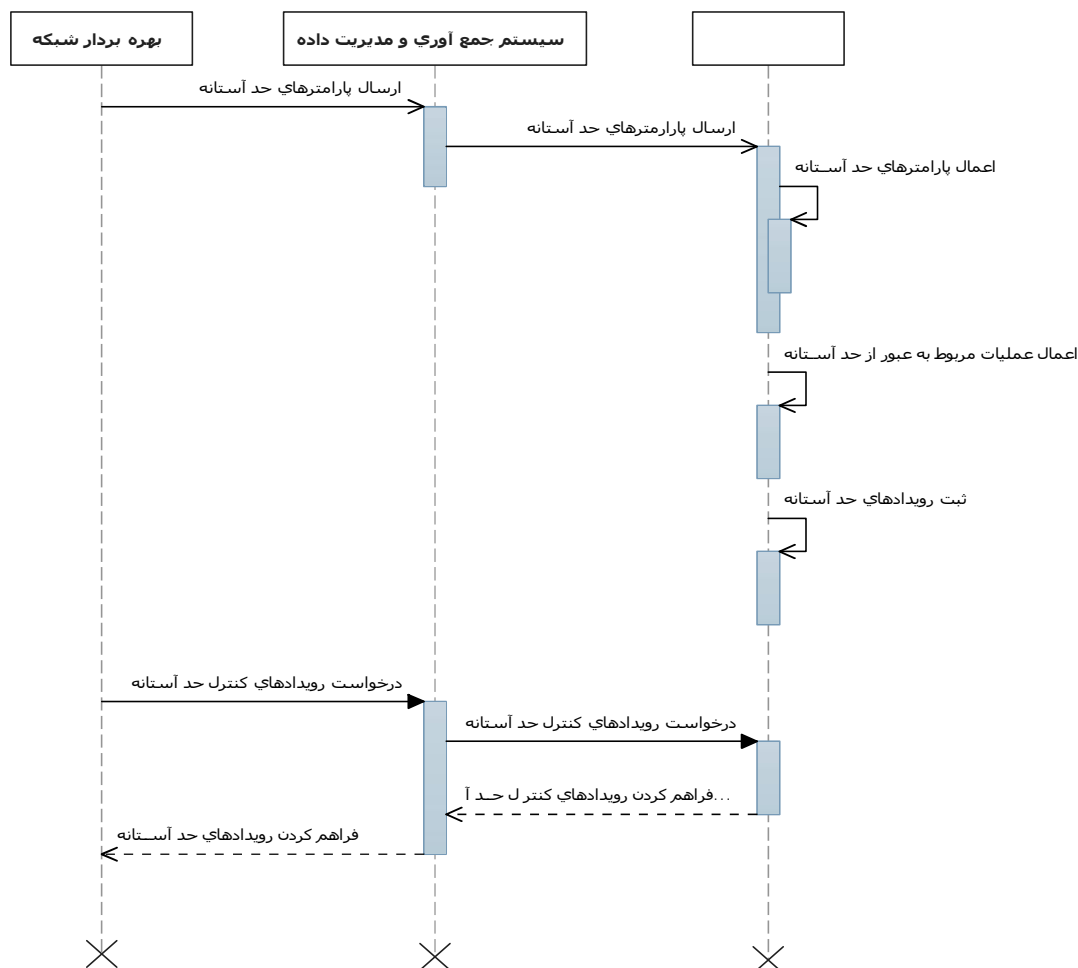 بهره بردار شبکه
سیستم جمع آوري و مدیریت داده
ارسال پارامترهاي حد آستانه
ارسال پارارمترهاي حد آستانه
اعمال پارامترهاي حد آستانه
اعمال عملیات مربوط به عبور از حد آستانه
ثبت رویدادهاي حد آستانه
درخواست رویدادهاي کنترل حد آستانه
درخواست رویدادهاي کنترل حد آستانه
فراهم کردن رویدادهاي کنترل حد آ...
فراهم کردن رویدادهاي حد آستانه